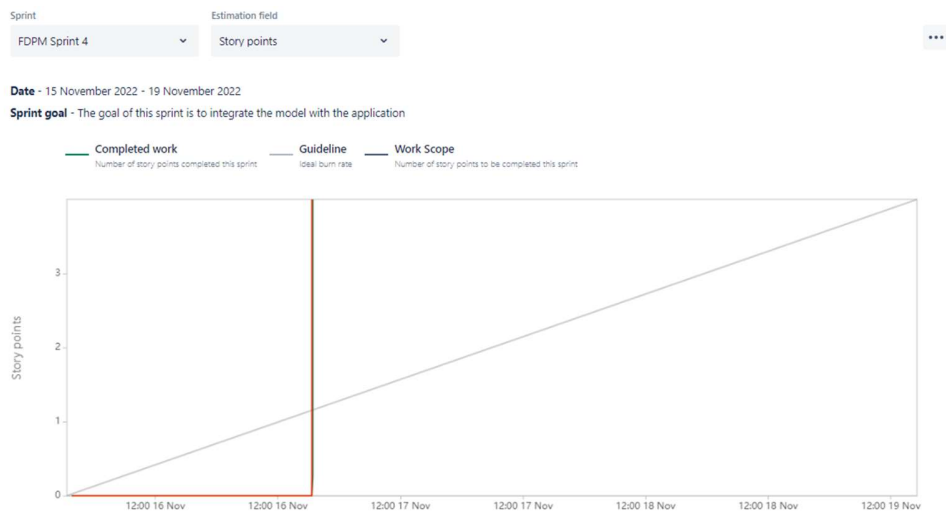 Sprint Estimation field
FDPM Sprint 4 Story points
Date - 15 November 2022 - 19 November 2022
Sprint goal - The goal of this sprint is to integrate the model with the application
Completed work Guideline Work Scope
Number of story points completed this sprint Ideal burn rate Number of story points to be completed this sprint
3
2
1
0
Story points
12:00 16 Nov 12:00 16 Nov 12:00 17 Nov 12:00 17 Nov 12:00 18 Nov 12:00 18 Nov 12:00 19 Nov